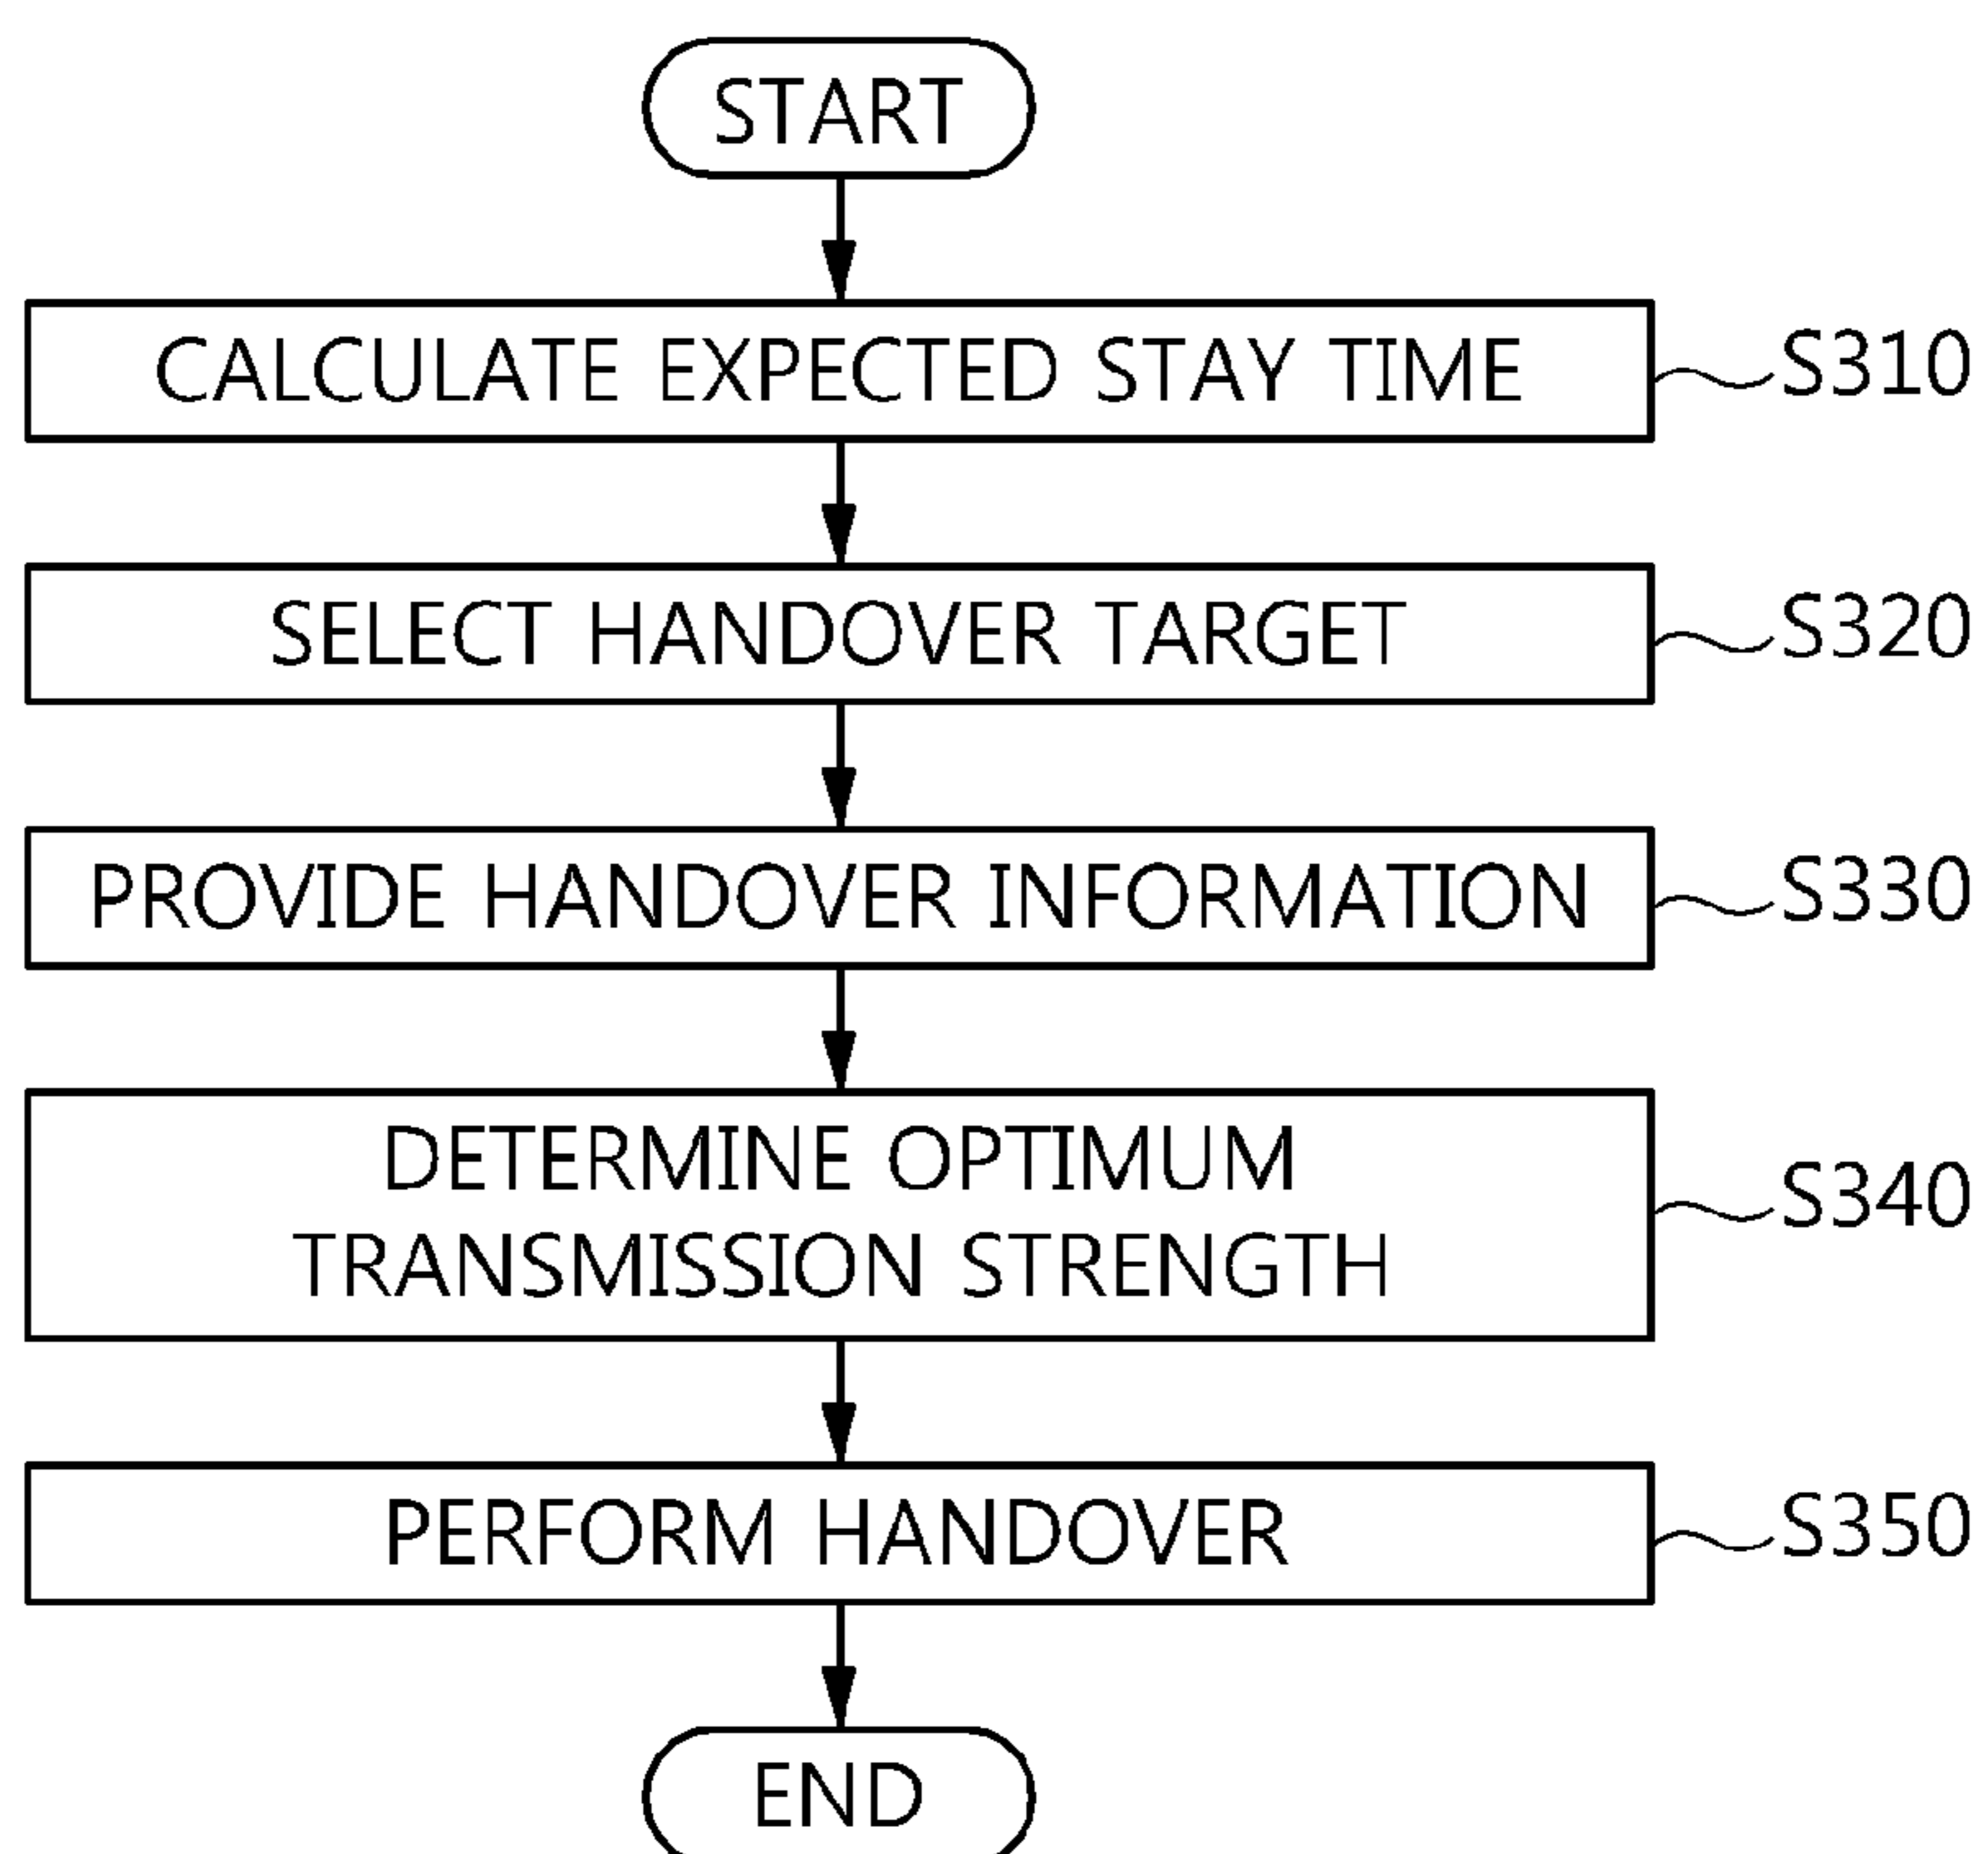 START
CALCULATE EXPECTED STAY TIME
S310
SELECT HANDOVER TARGET
S320
PROVIDE HANDOVER INFORMATION
S330
DETERMINE OPTIMUM
TRANSMISSION STRENGTH
S340
PERFORM HANDOVER
S350
END